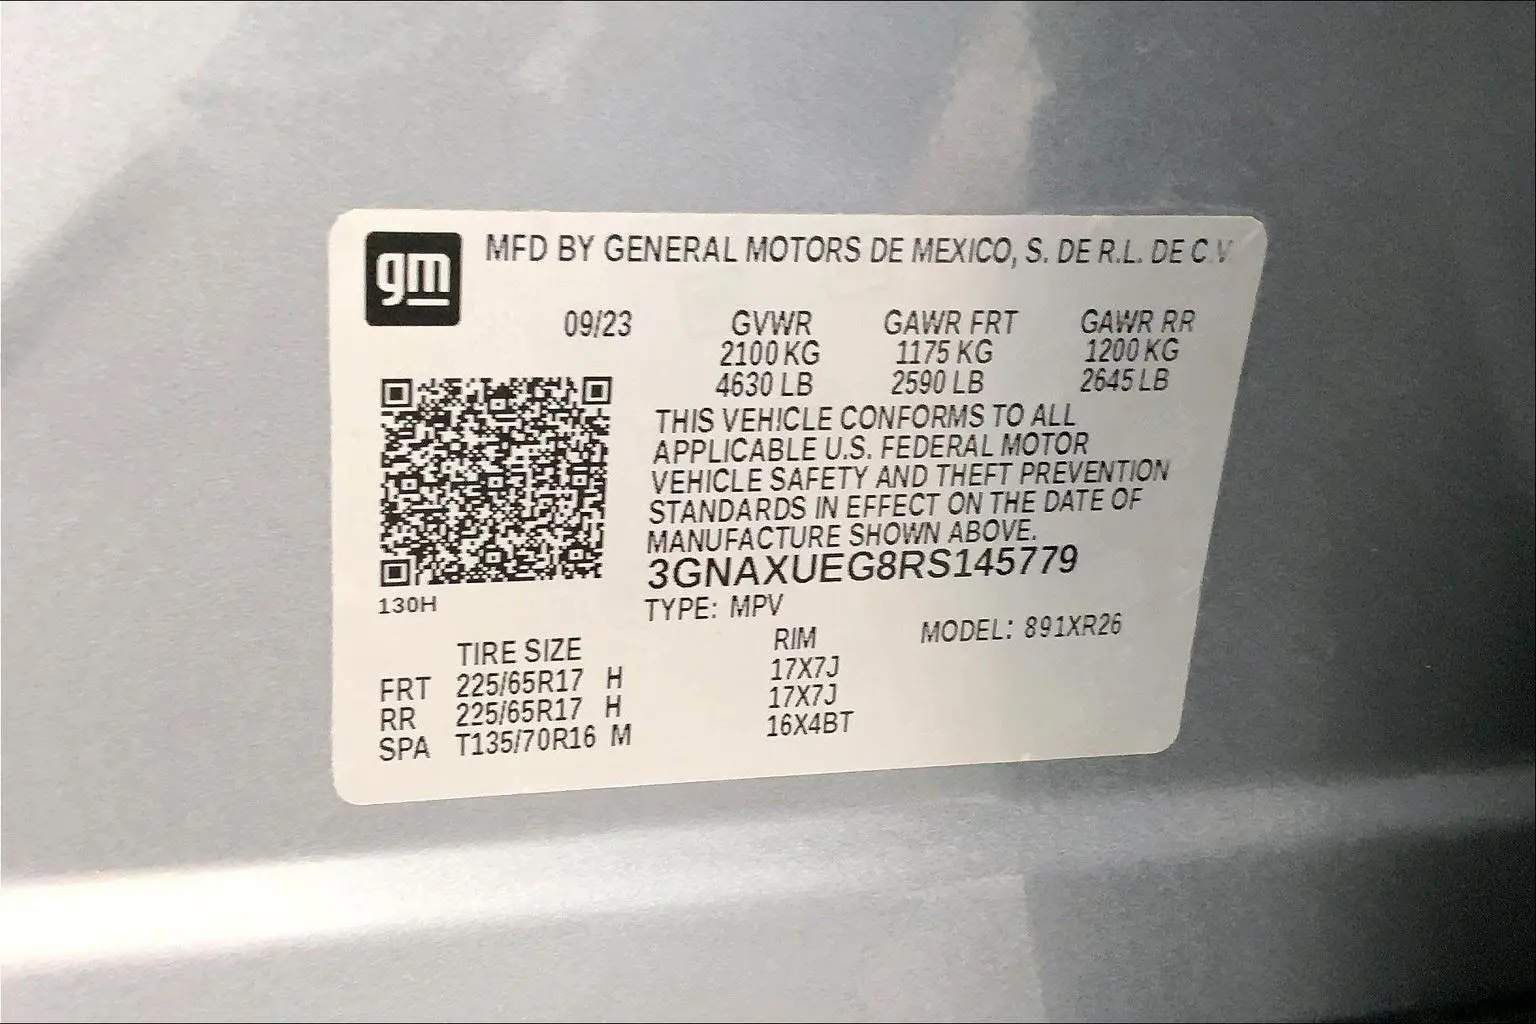 gm
MFD BY GENERAL MOTORS DE MEXICO, S. DE R.L. DE C.V
09/23 GVWR GAWR FRT GAWR RR
2100 KG 1175 KG 1200 KG
4630 LB 2590 LB 2645 LB
THIS VEHICLE CONFORMS TO ALL
APPLICABLE U.S. FEDERAL MOTOR
VEHICLE SAFETY AND THEFT PREVENTION
STANDARDS IN EFFECT ON THE DATE OF
MANUFACTURE SHOWN ABOVE.
3GNAXUEG8RS145779
130H
TYPE: MPV MODEL: 891XR26
TIRE SIZE RIM
FRT 225/65R17 H 17X7J
RR 225/65R17 H 17X7J
SPA T135/70R16 M 16X4BT